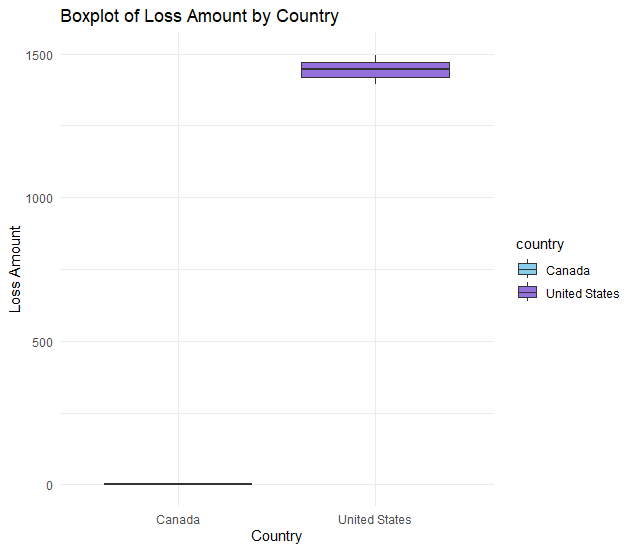 Boxplot of Loss Amount by Country
1500
1000
500
0
Loss Amount
Canada
United States
Country
country
Canada
United States